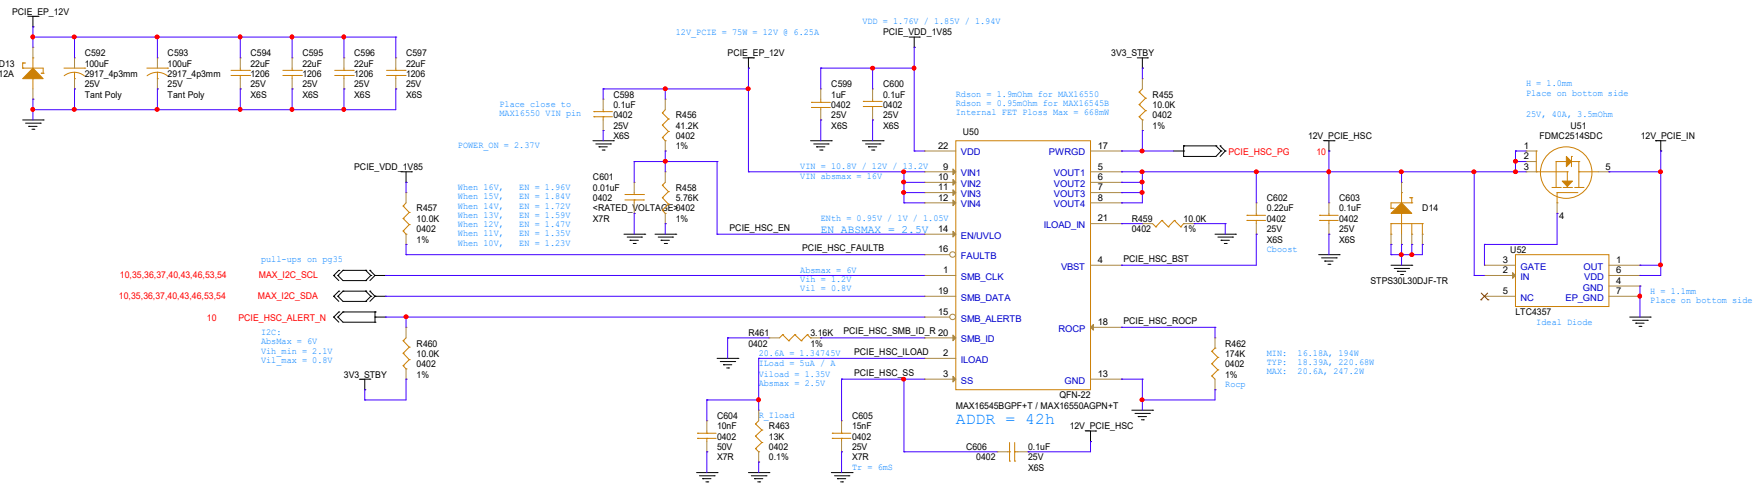 PCIE_EP_12V
D13
12A
C592
100uF
2917_4p3mm
25V
Tant Poly
C593
100uF
2917_4p3mm
25V
Tant Poly
C594
22uF
1206
25V
X6S
C595
22uF
1206
25V
X6S
C596
22uF
1206
25V
X6S
C597
22uF
1206
25V
X6S
12V_PCIE = 75W = 12V @ 6.25A
PCIE_EP_12V
VDD = 1.76V / 1.85V / 1.94V
PCIE_VDD_1V85
3V3_STBY
Place close to
MAX16550 VIN pin
C598
0.1uF
0402
25V
X6S
R456
41.2K
0402
1%
C599
1uF
0402
25V
X6S
C600
0.1uF
0402
25V
X6S
Rdson = 1.9mOhm for MAX16550
Rdson = 0.95mOhm for MAX16545B
Internal FET Ploss Max = 668mW
R455
10.0K
0402
1%
POWER_ON = 2.37V
PCIE_VDD_1V85
R457
10.0K
0402
1%
When 16V, EN = 1.96V
When 15V, EN = 1.84V
When 14V, EN = 1.72V
When 13V, EN = 1.59V
When 12V, EN = 1.47V
When 11V, EN = 1.35V
When 10V, EN = 1.23V
C601
0.01uF
0402
<RATED_VOLTAGE>
X7R
R458
5.76K
0402
1%
VIN = 10.8V / 12V / 13.2V
VIN absmax = 16V
ENth = 0.95V / 1V / 1.05V
EN ABSMAX = 2.5V
PCIE_HSC_EN
PCIE_HSC_FAULTB
pull-ups on pg35
10,35,36,37,40,43,46,53,54 MAX_I2C_SCL
10,35,36,37,40,43,46,53,54 MAX_I2C_SDA
10 PCIE_HSC_ALERT_N
I2C:
AbsMax = 6V
Vih_min = 2.1V
Vil_max = 0.8V
3V3_STBY
R460
10.0K
0402
1%
Absmax = 6V
Vih = 1.2V
Vil = 0.8V
R461
0402
3.16K
1%
PCIE_HSC_SMB_ID_R
PCIE_HSC_ILOAD
20.6A = 1.34745V
ILoad = 5uA / A
Viload = 1.35V
Absmax = 2.5V
PCIE_HSC_SS
C604
10nF
0402
50V
X7R
R_Iload
R463
13K
0402
0.1%
C605
15nF
0402
25V
X7R
Tr = 6mS
C606
0402
0.1uF
25V
X6S
12V_PCIE_HSC
U50
22 VDD
9 VIN1
10 VIN2
11 VIN3
12 VIN4
14 EN/UVLO
16 FAULTB
1 SMB_CLK
19 SMB_DATA
15 SMB_ALERTB
20 SMB_ID
2 ILOAD
3 SS
PWRGD 17
VOUT1 5
VOUT2 6
VOUT3 7
VOUT4 8
ILOAD_IN 21
VBST 4
ROCP 18
GND 13
QFN-22
MAX16545BGPF+T / MAX16550AGPN+T
ADDR = 42h
PCIE_HSC_PG 10
R459
0402
10.0K
1%
PCIE_HSC_BST
PCIE_HSC_ROCP
R462
174K
0402
1%
Rocp
MIN: 16.18A, 194W
TYP: 18.39A, 220.68W
MAX: 20.6A, 247.2W
C602
0.22uF
0402
25V
X6S
Cboost
12V_PCIE_HSC
C603
0.1uF
0402
25V
X6S
D14
STPS30L30DJF-TR
H = 1.0mm
Place on bottom side
25V, 40A, 3.5mOhm
U51
FDMC2514SDC
1
2
3
5
4
12V_PCIE_IN
U52
3 GATE
2 IN
5 NC
OUT 1
VDD 6
GND 4
EP_GND 7
LTC4357
Ideal Diode
H = 1.1mm
Place on bottom side